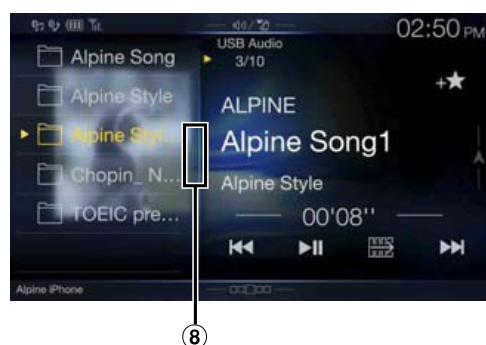 TEL
02:50 PM
USB Audio
3/10
Alpine Song
Alpine Style
Alpine Styl...
Chopin_ N...
TOEIC pre...
ALPINE
Alpine Song1
Alpine Style
00'08''
Alpine iPhone
8